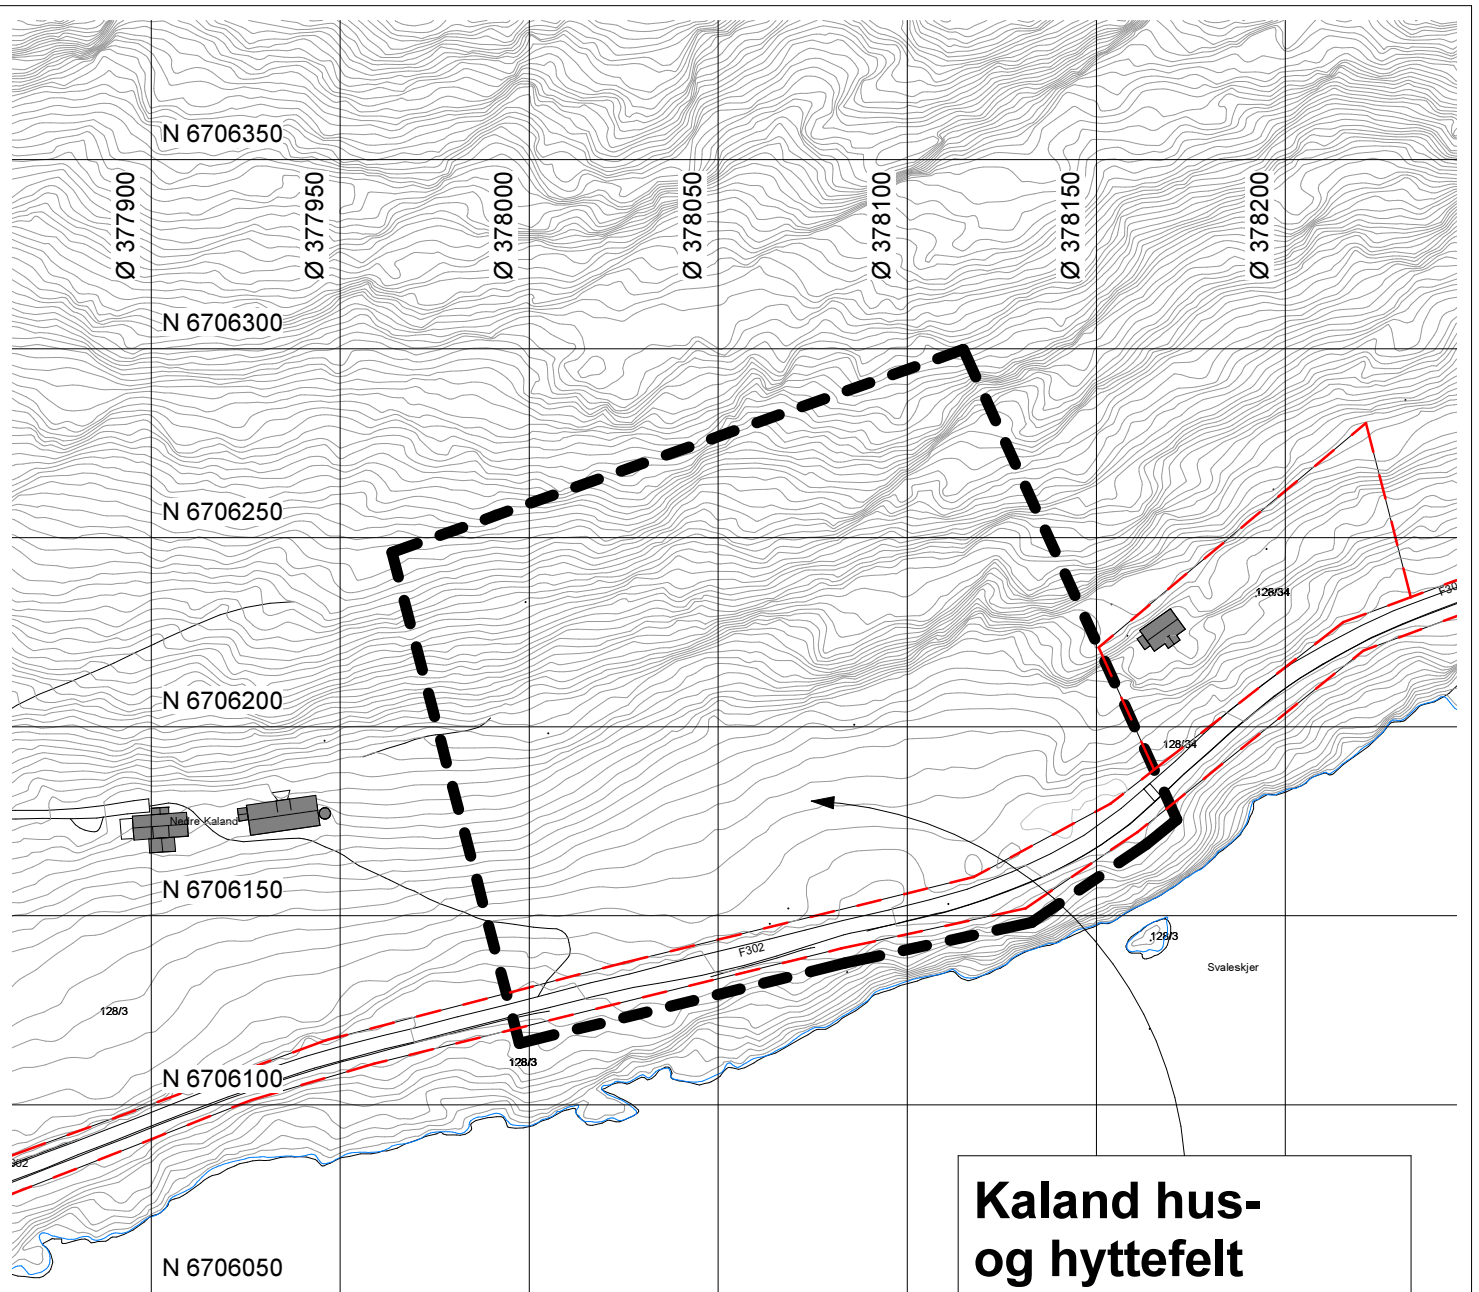 N 6706350
Ø 377900
Ø 377950
Ø 378000
Ø 378050
Ø 378100
Ø 378150
Ø 378200
N 6706300
N 6706250
128/34
N 6706200
128/34
Nedre Kaland
N 6706150
F302
128/3
Svaleskjer
128/3
128/3
N 6706100
N 6706050
Kaland hus-
og hyttefelt